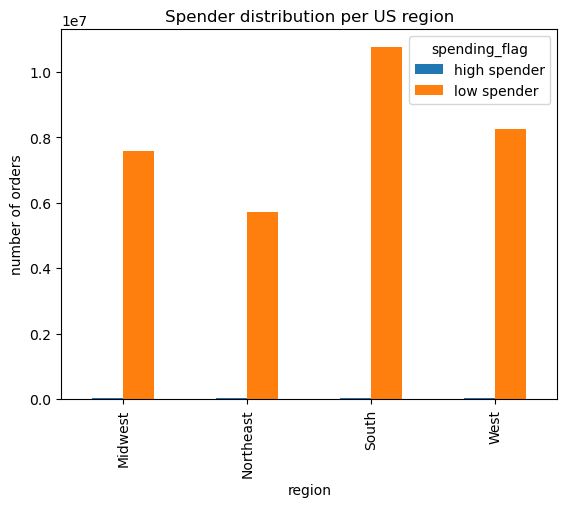 Spender distribution per US region
1e7
spending_flag
high spender
low spender
number of orders
1.0
0.8
0.6
0.4
0.2
0.0
Midwest
Northeast
South
West
region